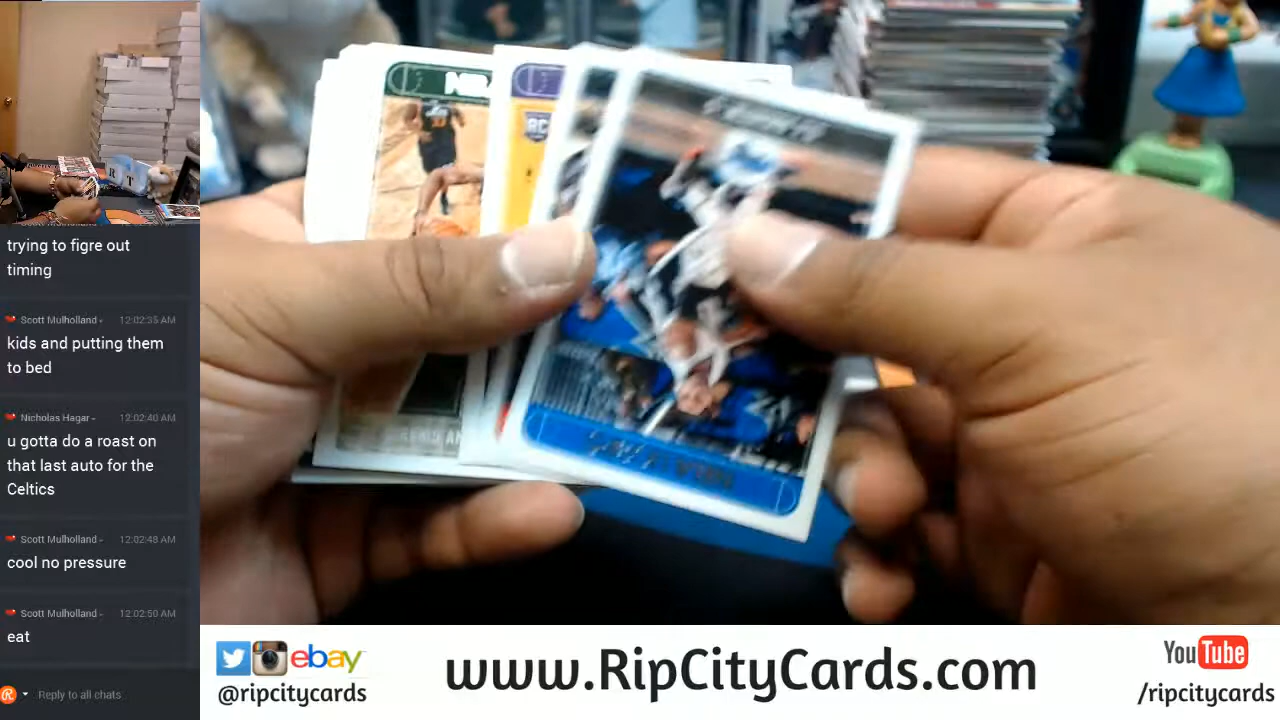 trying to figre out
timing
Scott Mulholland 12:02:35 AM
kids and putting them
to bed
Nicholas Hagar 12:02:40 AM
u gotta do a roast on
that last auto for the
Celtics
Scott Mulholland 12:02:48 AM
cool no pressure
Scott Mulholland 12:02:50 AM
eat
Reply to all chats
RC
ebay
@ripcitycards
www.RipCityCards.com
YouTube
/ripcitycards